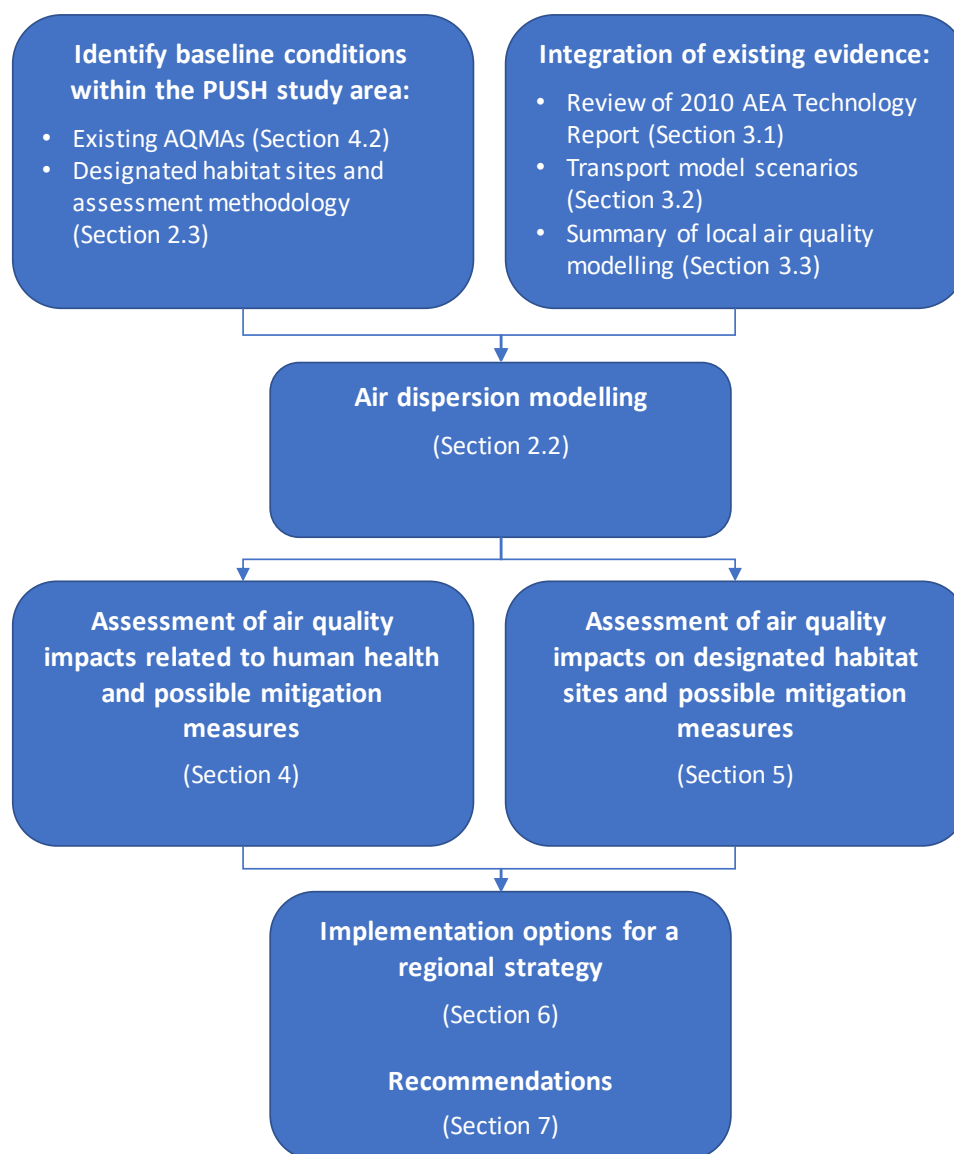 Identify baseline conditions
within the PUSH study area:
• Existing AQMAs (Section 4.2)
• Designated habitat sites and
assessment methodology
(Section 2.3)
Integration of existing evidence:
• Review of 2010 AEA Technology
Report (Section 3.1)
• Transport model scenarios
(Section 3.2)
• Summary of local air quality
modelling (Section 3.3)
Air dispersion modelling
(Section 2.2)
Assessment of air quality
impacts related to human health
and possible mitigation
measures
(Section 4)
Assessment of air quality
impacts on designated habitat
sites and possible mitigation
measures
(Section 5)
Implementation options for a
regional strategy
(Section 6)
Recommendations
(Section 7)